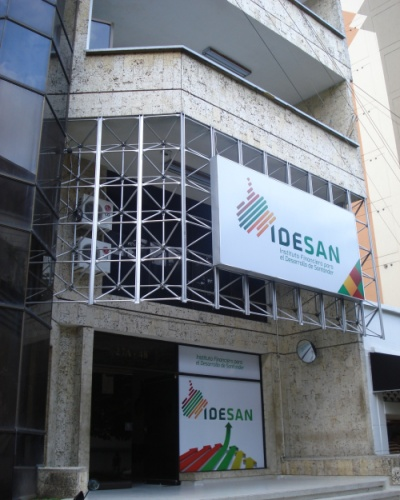 IDESAN
Instituto Financiero para
el Desarrollo de Santander
Instituto Financiero para
el Desarrollo de Santander
IDESAN